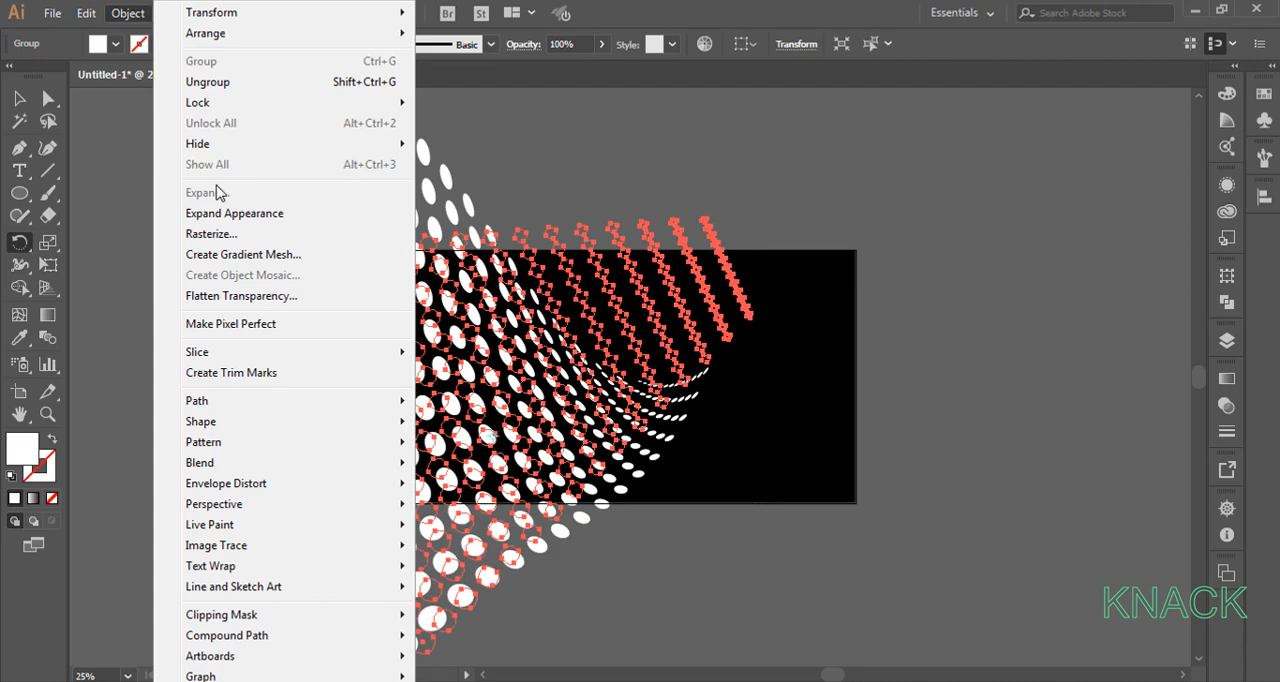 Ai File Edit Object Br St Essentials Search Adobe Stock
Group Basic Opacity: 100% Style: Transform
Untitled-1* @ 2
Transform
Arrange
Group Ctrl+G
Ungroup Shift+Ctrl+G
Lock
Unlock All Alt+Ctrl+2
Hide
Show All Alt+Ctrl+3
Expand Appearance
Rasterize...
Create Gradient Mesh...
Create Object Mosaic...
Flatten Transparency...
Make Pixel Perfect
Slice
Create Trim Marks
Path
Shape
Pattern
Blend
Envelope Distort
Perspective
Live Paint
Image Trace
Text Wrap
Line and Sketch Art
Clipping Mask
Compound Path
Artboards
Graph
KNACK
25%